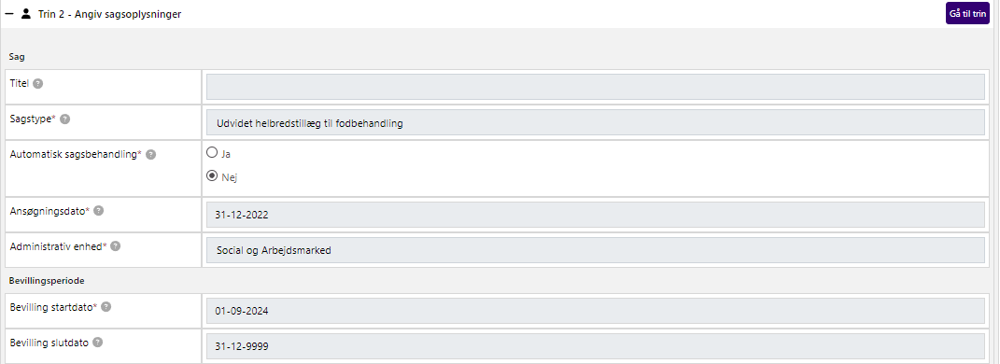 Trin 2 - Angiv sagsoplysninger
Gå til trin
Sag
Titel ?
Sagstype* ?
Udvidet helbredstillæg til fodbehandling
Automatisk sagsbehandling* ?
Ja
Nej
Ansøgningsdato* ?
31-12-2022
Administrativ enhed* ?
Social og Arbejdsmarked
Bevillingsperiode
Bevilling startdato* ?
01-09-2024
Bevilling slutdato ?
31-12-9999